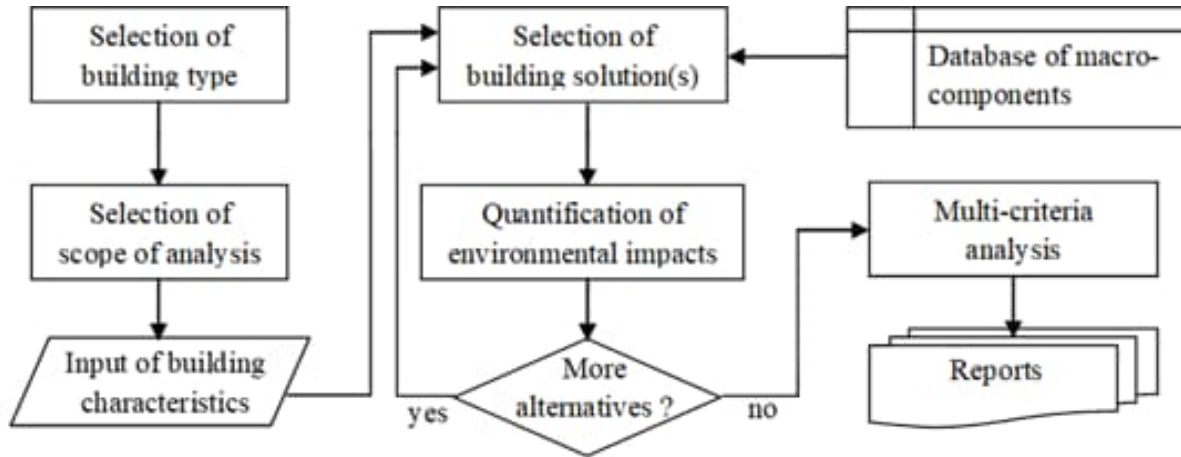 Selection of
building type
Selection of
scope of analysis
Input of building
characteristics
Selection of
building solution(s)
Quantification of
environmental impacts
More
alternatives ?
yes
no
Database of macro-
components
Multi-criteria
analysis
Reports